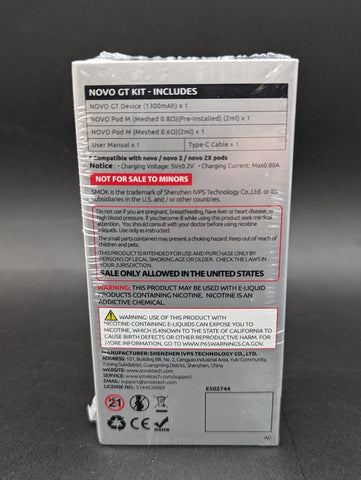 NOVO GT KIT - INCLUDES
NOVO GT Device (1300mAh) x 1
NOVO Pod M (Meshed 0.8Ω)(Pre-installed) (2ml) x 1
NOVO Pod M (Meshed 0.6Ω)(2ml) x 1
User Manual x 1 Type-C Cable x 1
* Compatible with novo / novo 2 / novo 2X pods
Notice: • Charging Voltage: 5V±0.2V • Charging Current: Max0.80A
NOT FOR SALE TO MINORS
SMOK is the trademark of Shenzhen IVPS Technology Co.,Ltd, or its
subsidiaries in the U.S. and / or other countries.
Do not use if you are pregnant, breastfeeding, have liver or heart disease, or
high blood pressure. If you become ill while using this product seek medical
attention. You should consult with your doctor before using nicotine
e-liquids. Use only as instructed.
The small parts contained may present a choking hazard. Keep out of reach of
children and pets.
THIS PRODUCT IS INTENDED FOR USE AND PURCHASE ONLY BY
PERSONS OF LEGAL SMOKING AGE OR OLDER. CHECK THE LAWS IN
YOUR JURISDICTION.
SALE ONLY ALLOWED IN THE UNITED STATES
WARNING: THIS PRODUCT MAY BE USED WITH E-LIQUID
PRODUCTS CONTAINING NICOTINE. NICOTINE IS AN
ADDICTIVE CHEMICAL.
WARNING: USE OF THIS PRODUCT WITH
NICOTINE-CONTAINING E-LIQUIDS CAN EXPOSE YOU TO
NICOTINE, WHICH IS KNOWN TO THE STATE OF CALIFORNIA
TO CAUSE BIRTH DEFECTS OR OTHER REPRODUCTIVE HARM. FOR
MORE INFORMATION, GO TO WWW.P65WARNINGS.CA.GOV.
MANUFACTURER: SHENZHEN IVPS TECHNOLOGY CO., LTD.
ADDRESS: 101, Building B8, No. 2, Cengyao Industrial Area, Yulv Community,
Yutang Subdistrict, Guangming District, Shenzhen, China
WEBSITE: www.smoktech.com
EMAIL: support@smoktech.com
LICENSE NO.: 5144030069
ES02744
21
CE
RoHS
A0